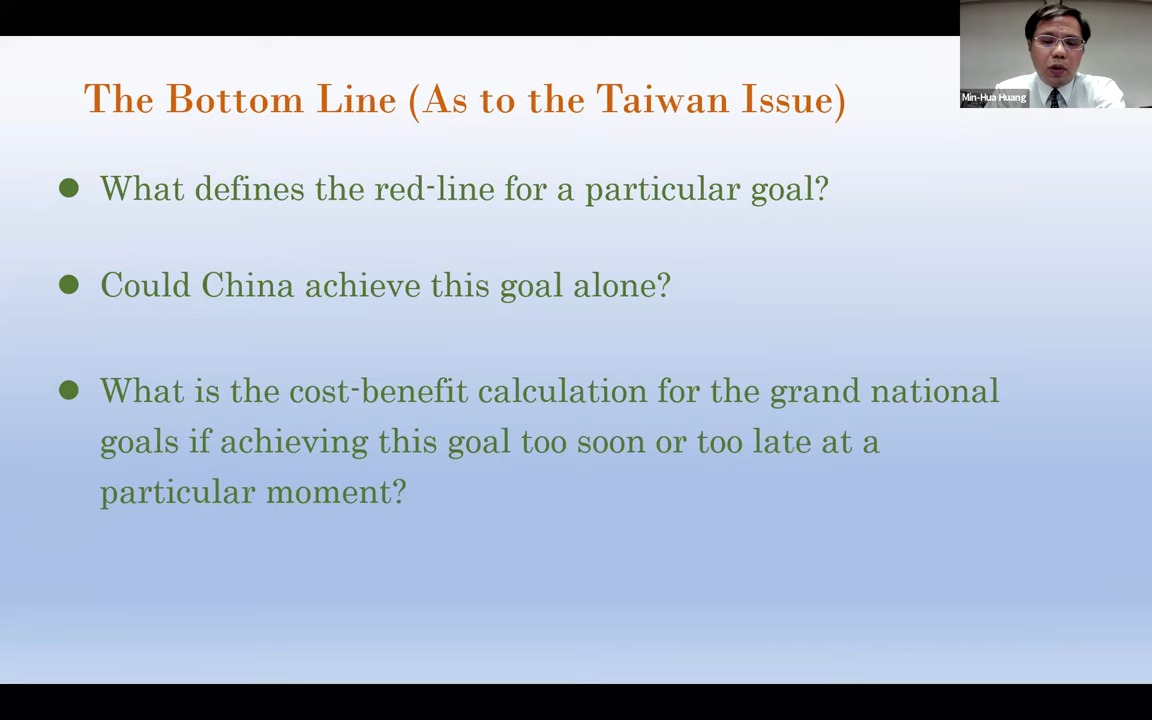 The Bottom Line (As to the Taiwan Issue)
Min-Hua Huang
● What defines the red-line for a particular goal?
● Could China achieve this goal alone?
● What is the cost-benefit calculation for the grand national
goals if achieving this goal too soon or too late at a
particular moment?